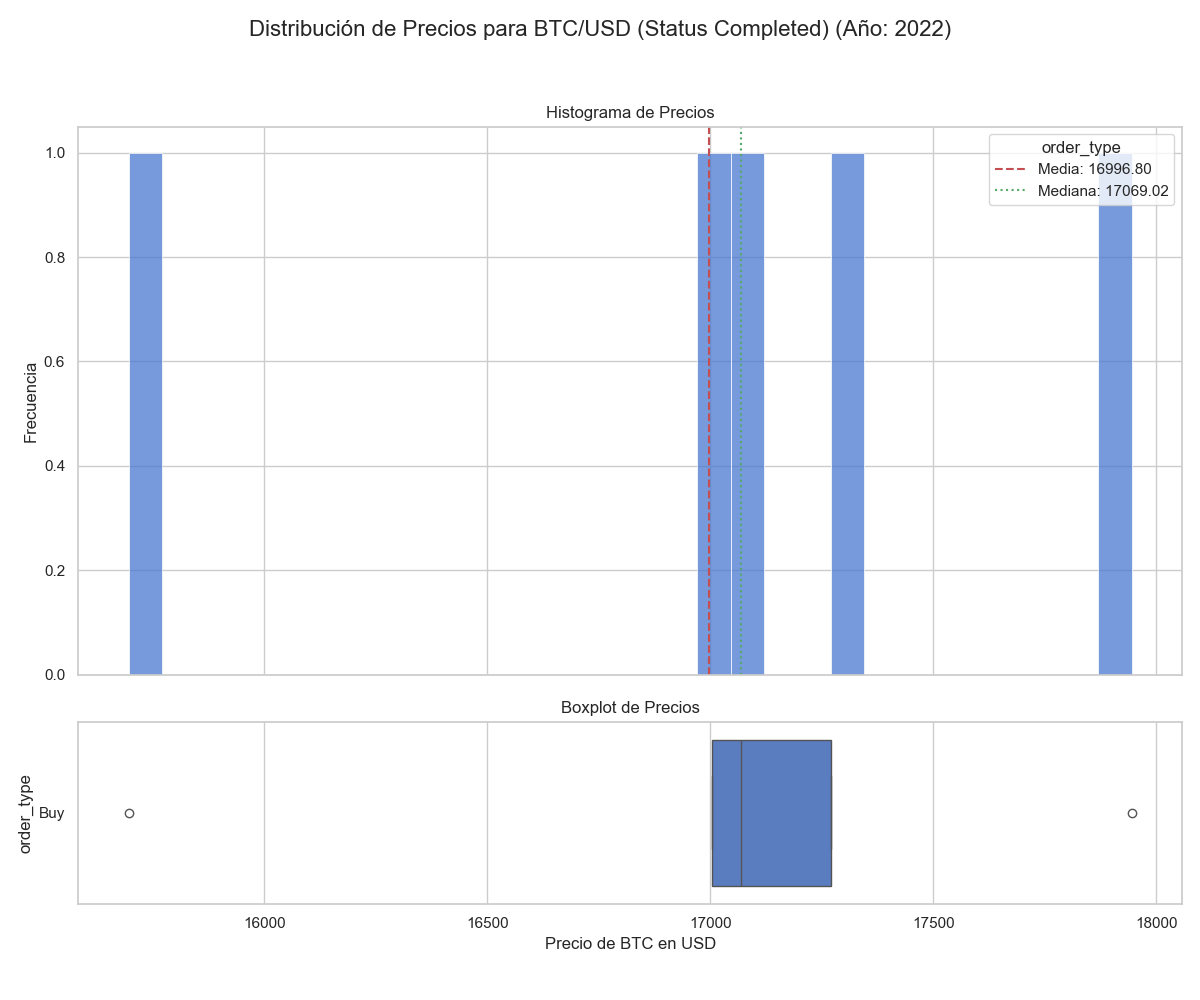 Distribución de Precios para BTC/USD (Status Completed) (Año: 2022)
Histograma de Precios
order_type
Media: 16996.80
Mediana: 17069.02
Frecuencia
1.0
0.8
0.6
0.4
0.2
0.0
Boxplot de Precios
order_type
Buy
16000
16500
17000
17500
18000
Precio de BTC en USD